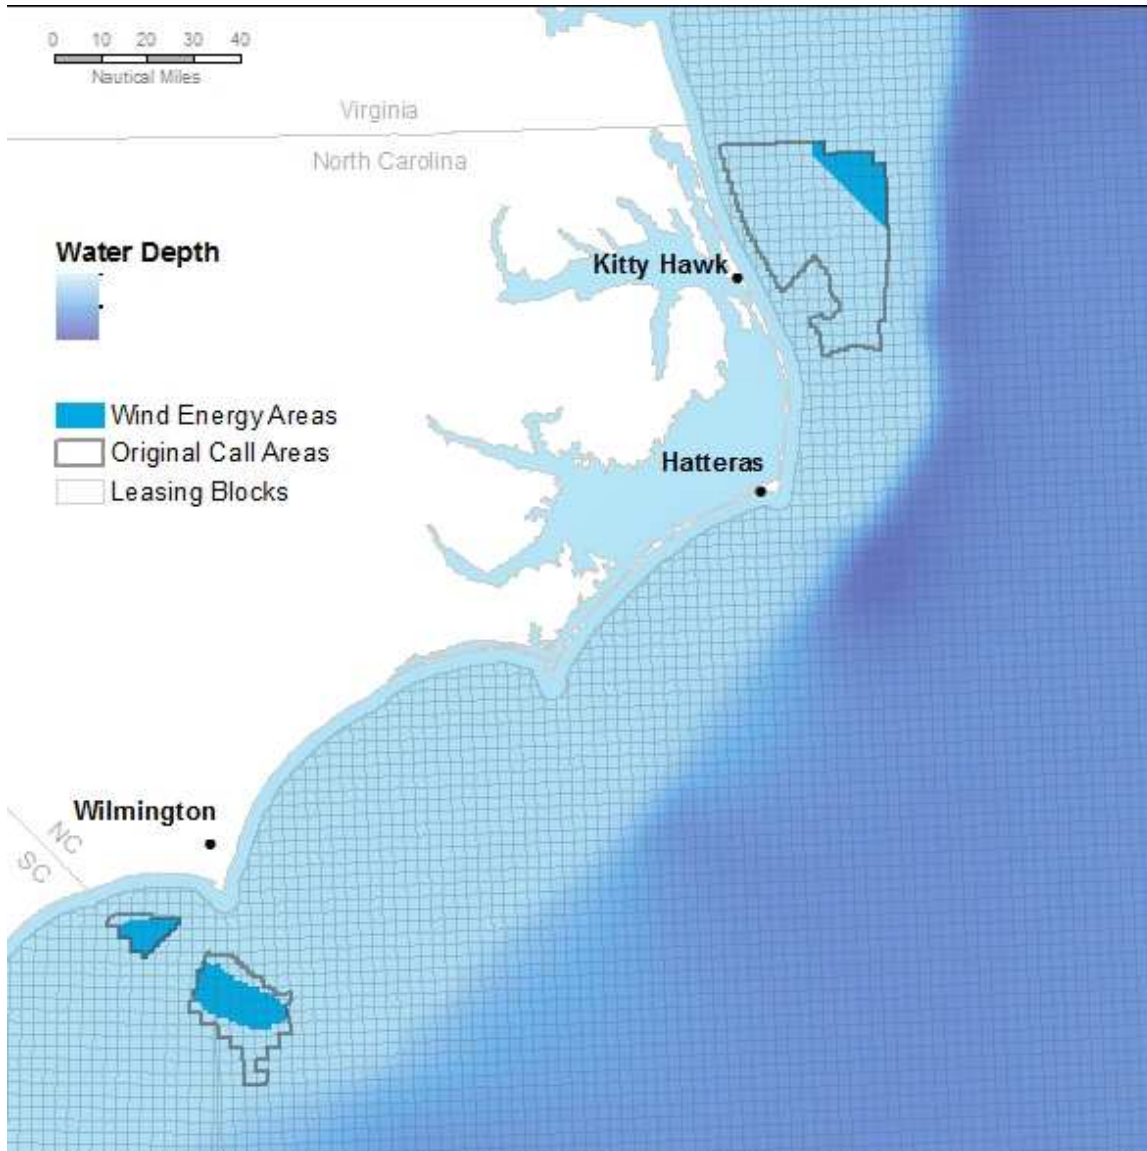 0 10 20 30 40
Nautical Miles
Virginia
North Carolina
Water Depth
Kitty Hawk
Wind Energy Areas
Original Call Areas
Leasing Blocks
Hatteras
Wilmington
NC
SC